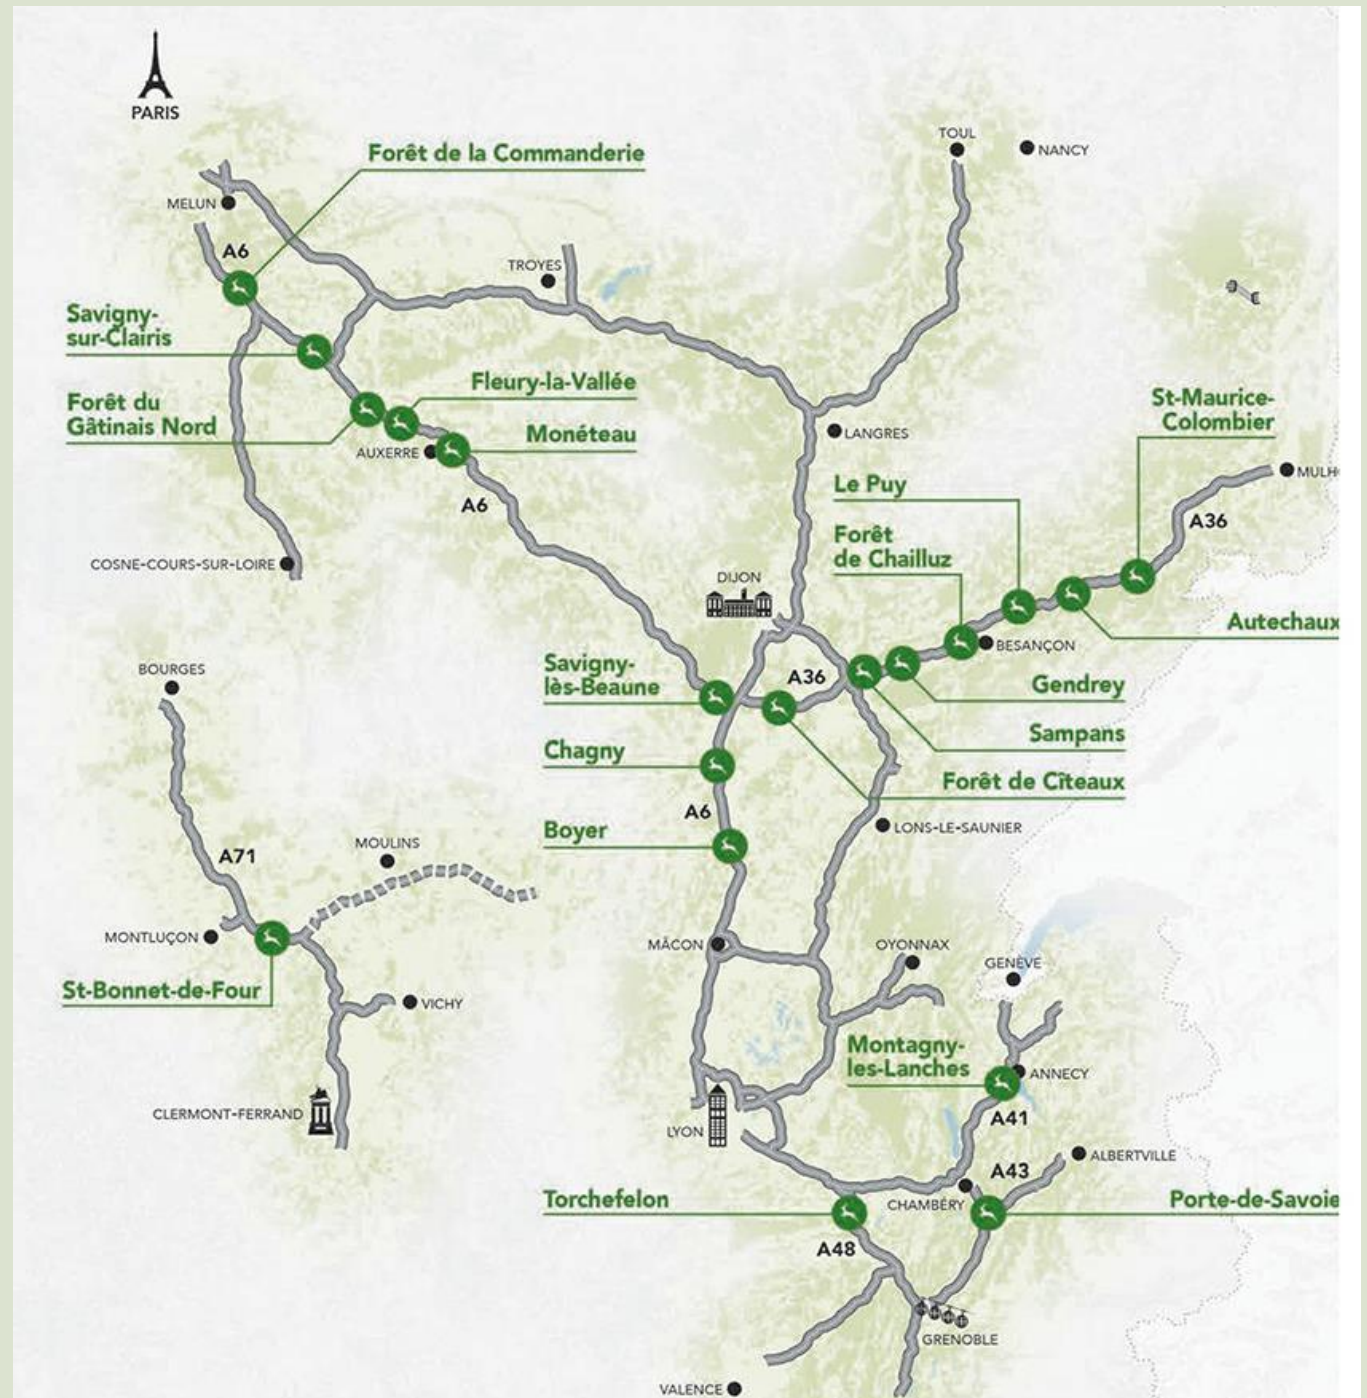 PARIS
TOUL
NANCY
Forêt de la Commanderie
MELUN
A6
TROYES
Savigny-
sur-Clairis
Fleury-la-Vallée
Forêt du
Gâtinais Nord
Monéteau
AUXERRE
A6
LANGRES
St-Maurice-
Colombier
MULH
Le Puy
A36
Forêt
de Chailluz
COSNE-COURS-SUR-LOIRE
DIJON
Autechaux
BESANÇON
BOURGES
Savigny-
lès-Beaune
A36
Gendrey
Sampans
Chagny
Forêt de Cîteaux
A6
Boyer
LONS-LE-SAUNIER
MOULINS
A71
MONTLUÇON
MÂCON
OYONNAX
GENÈVE
St-Bonnet-de-Four
VICHY
Montagny-
les-Lanches
ANNECY
CLERMONT-FERRAND
A41
LYON
ALBERTVILLE
A43
Torchefelon
CHAMBÉRY
Porte-de-Savoie
A48
GRENOBLE
VALENCE